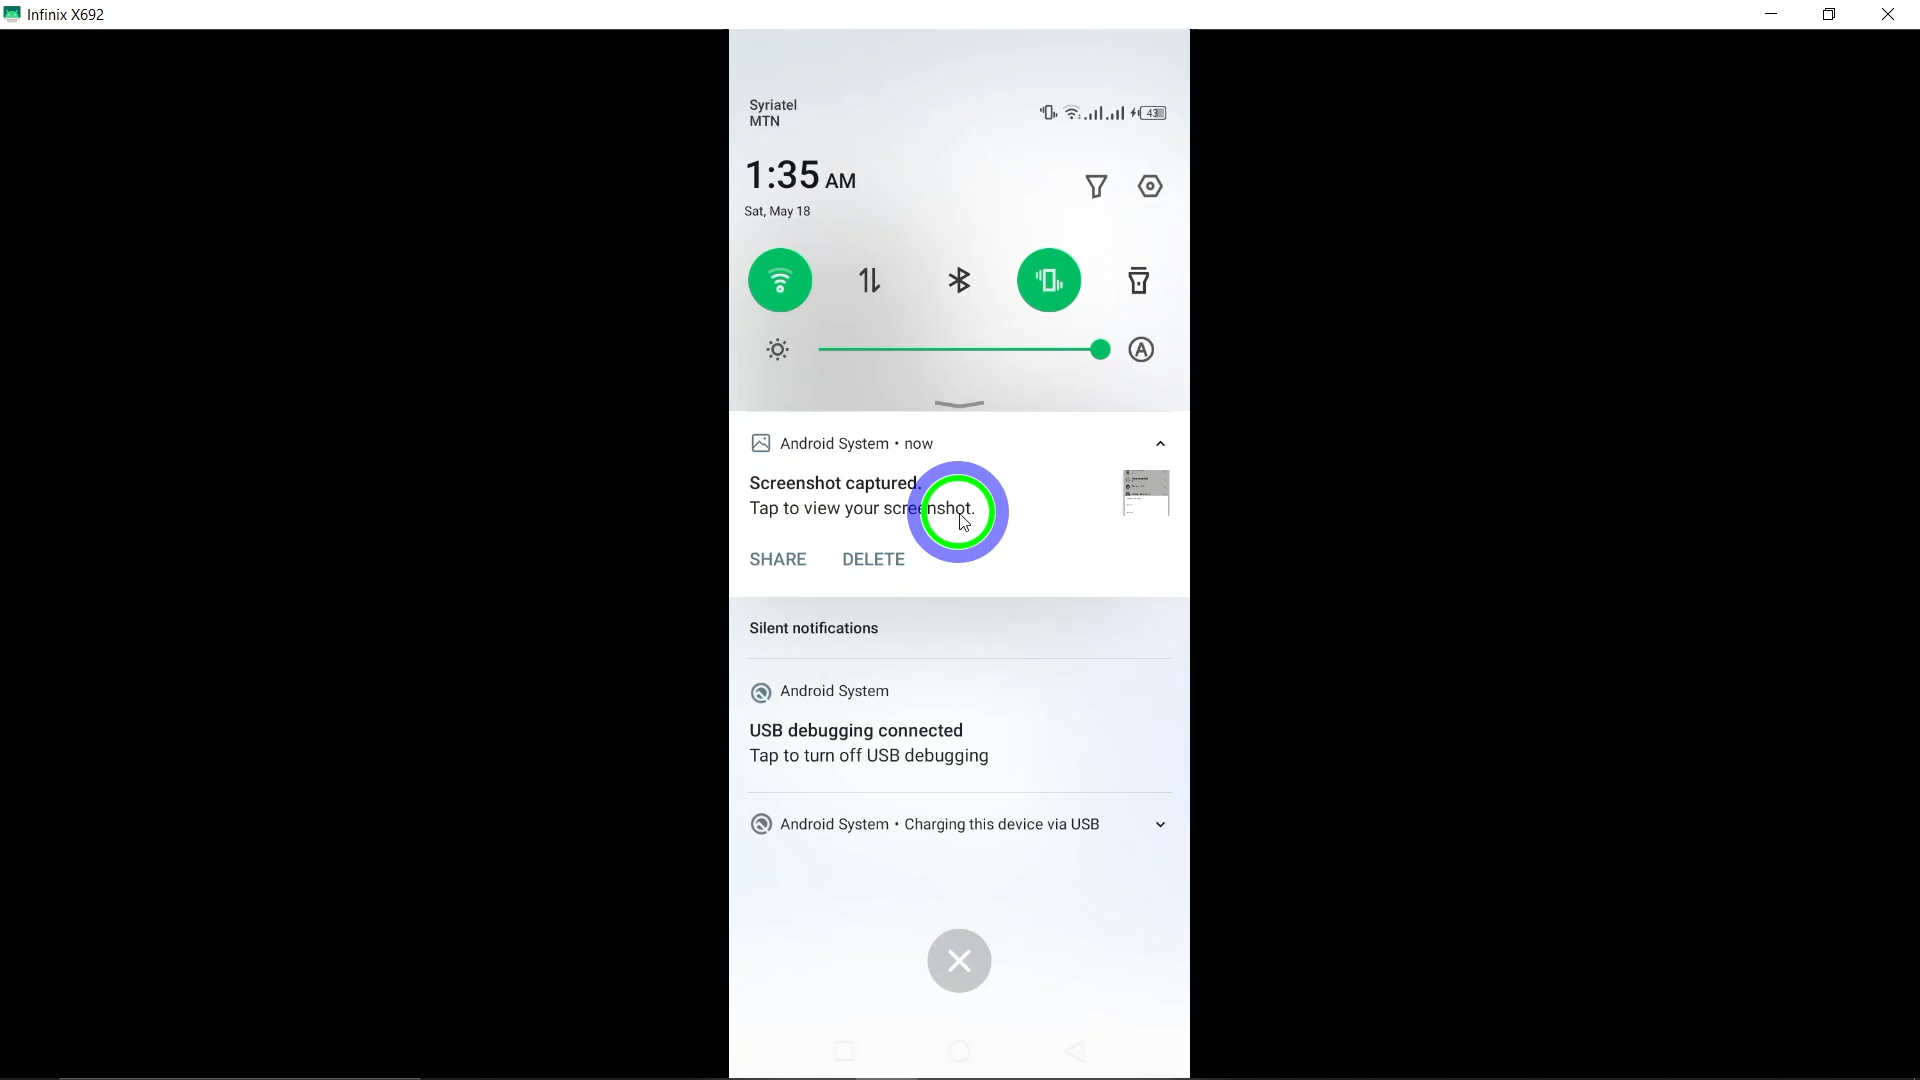 Infinix X692
Syriatel
MTN
43
1:35 AM
Sat, May 18
A
Android System • now
Screenshot captured.
Tap to view your screenshot.
SHARE DELETE
Silent notifications
Android System
USB debugging connected
Tap to turn off USB debugging
Android System • Charging this device via USB